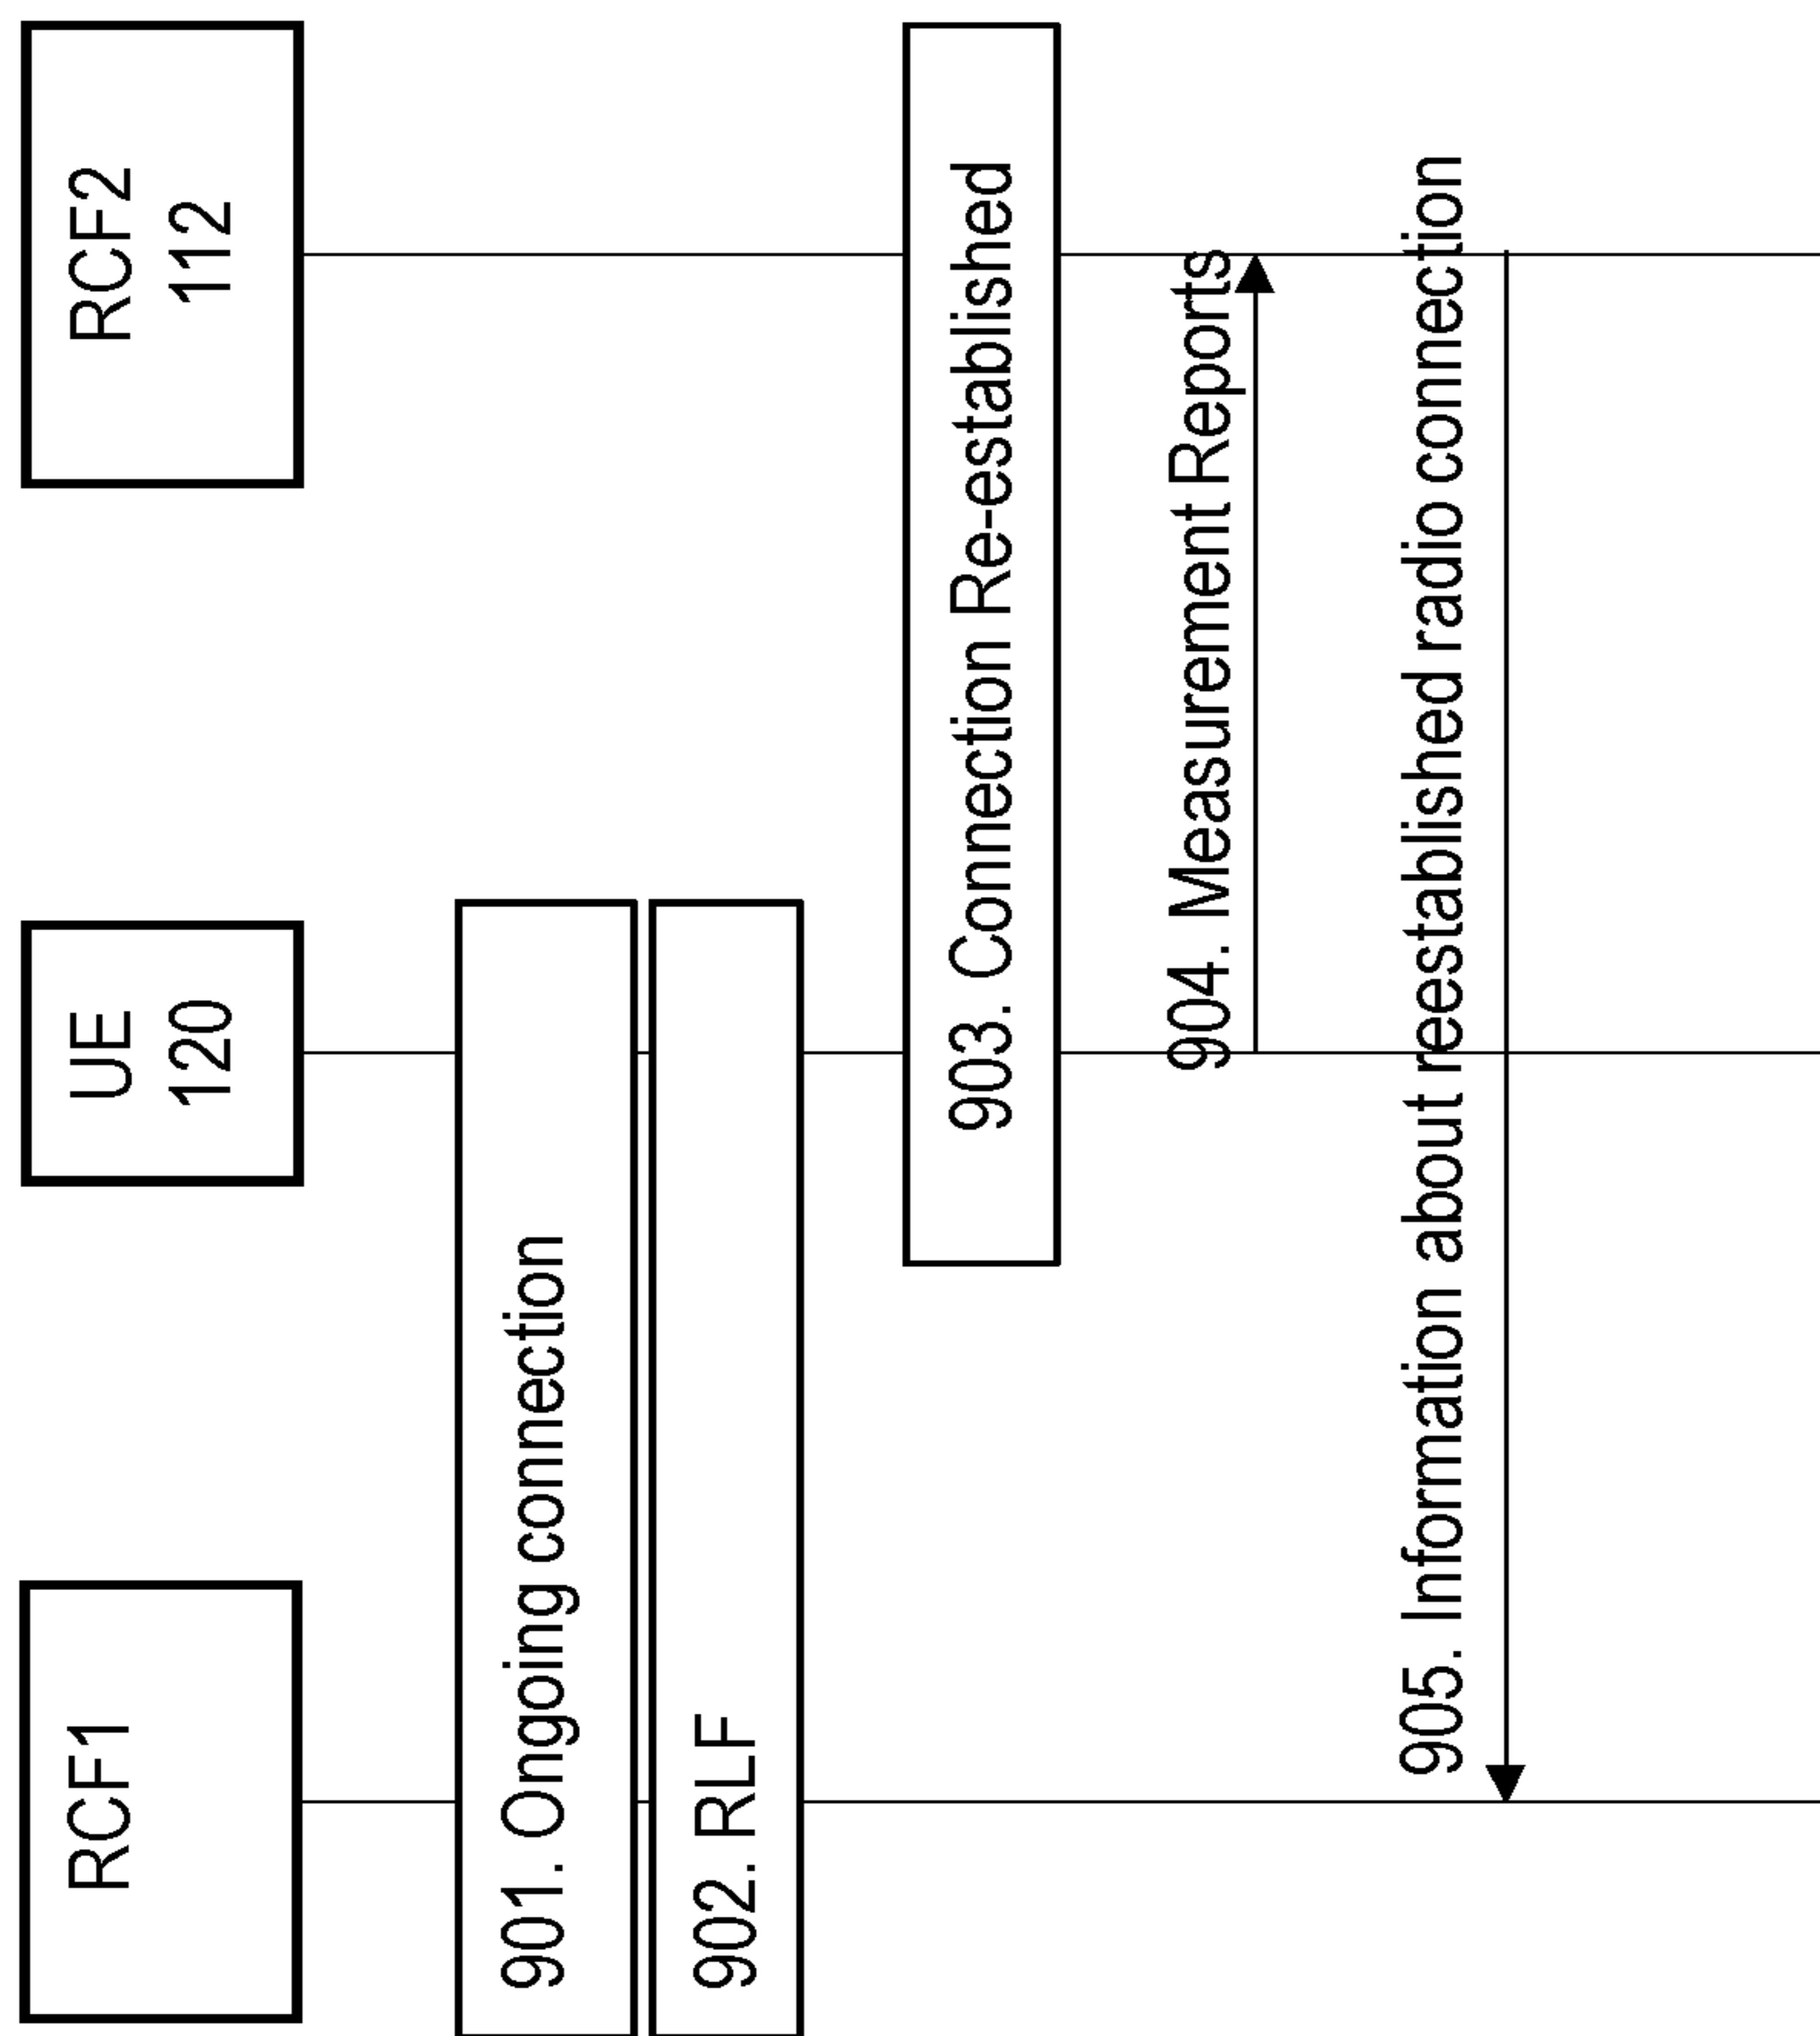 RCF1
UE
120
RCF2
112
901. Ongoing connection
902. RLF
903. Connection Re-established
904. Measurement Reports
905. Information about reestablished radio connection